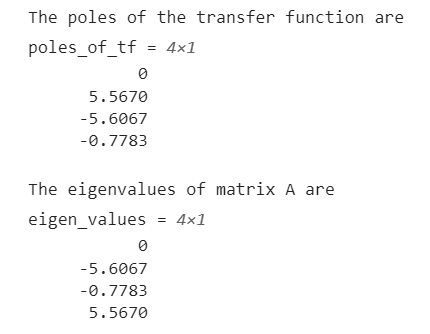 The poles of the transfer function are
poles_of_tf = 4×1
0
5.5670
-5.6067
-0.7783
The eigenvalues of matrix A are
eigen_values = 4×1
0
-5.6067
-0.7783
5.5670